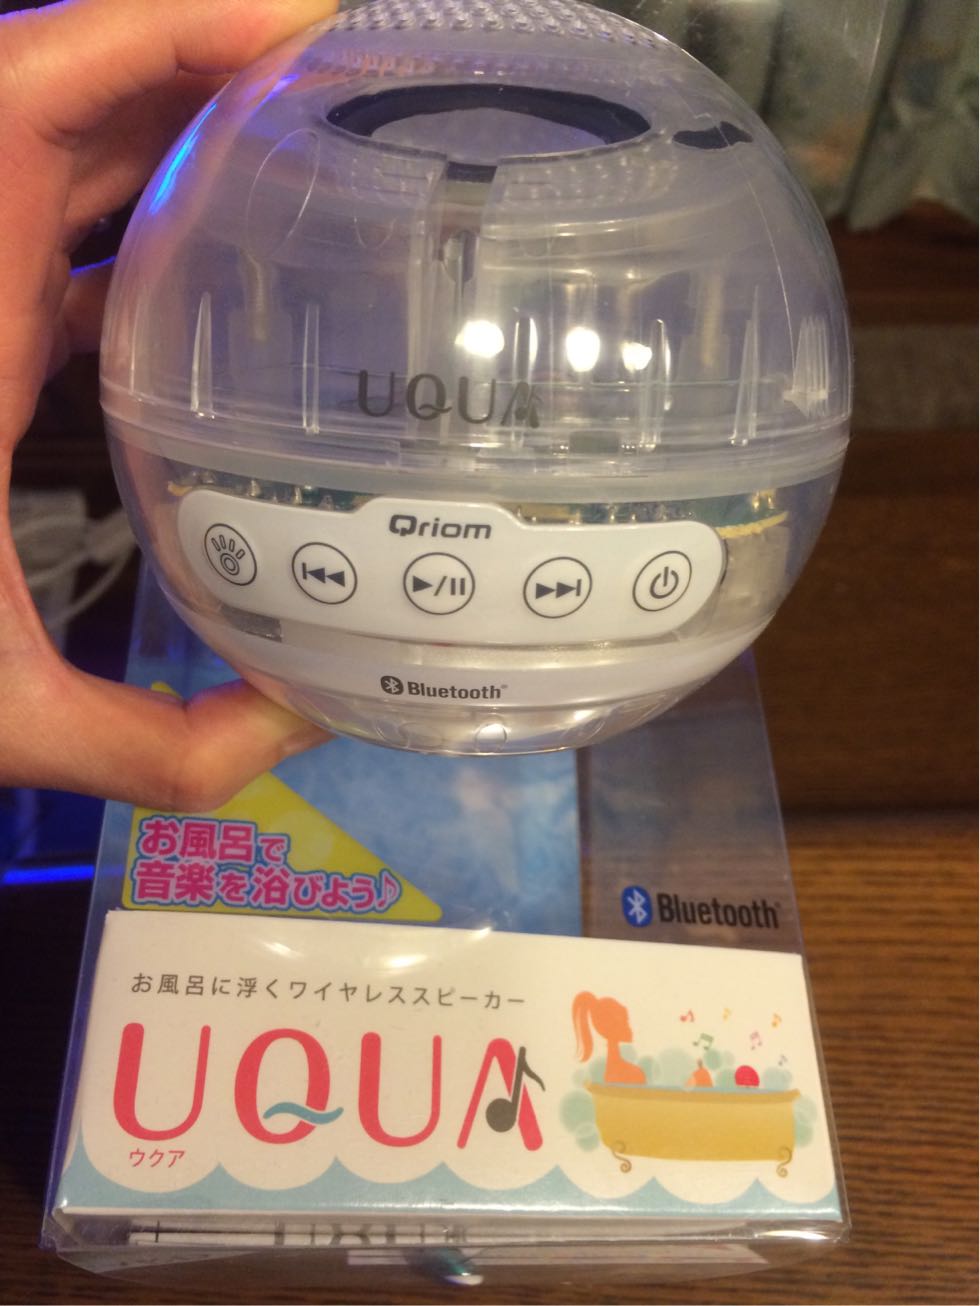 UQUA
Qriom
Bluetooth®
お風呂で
音楽を浴びよう♪
Bluetooth®
お風呂に浮くワイヤレススピーカー
UQUA
ウクア